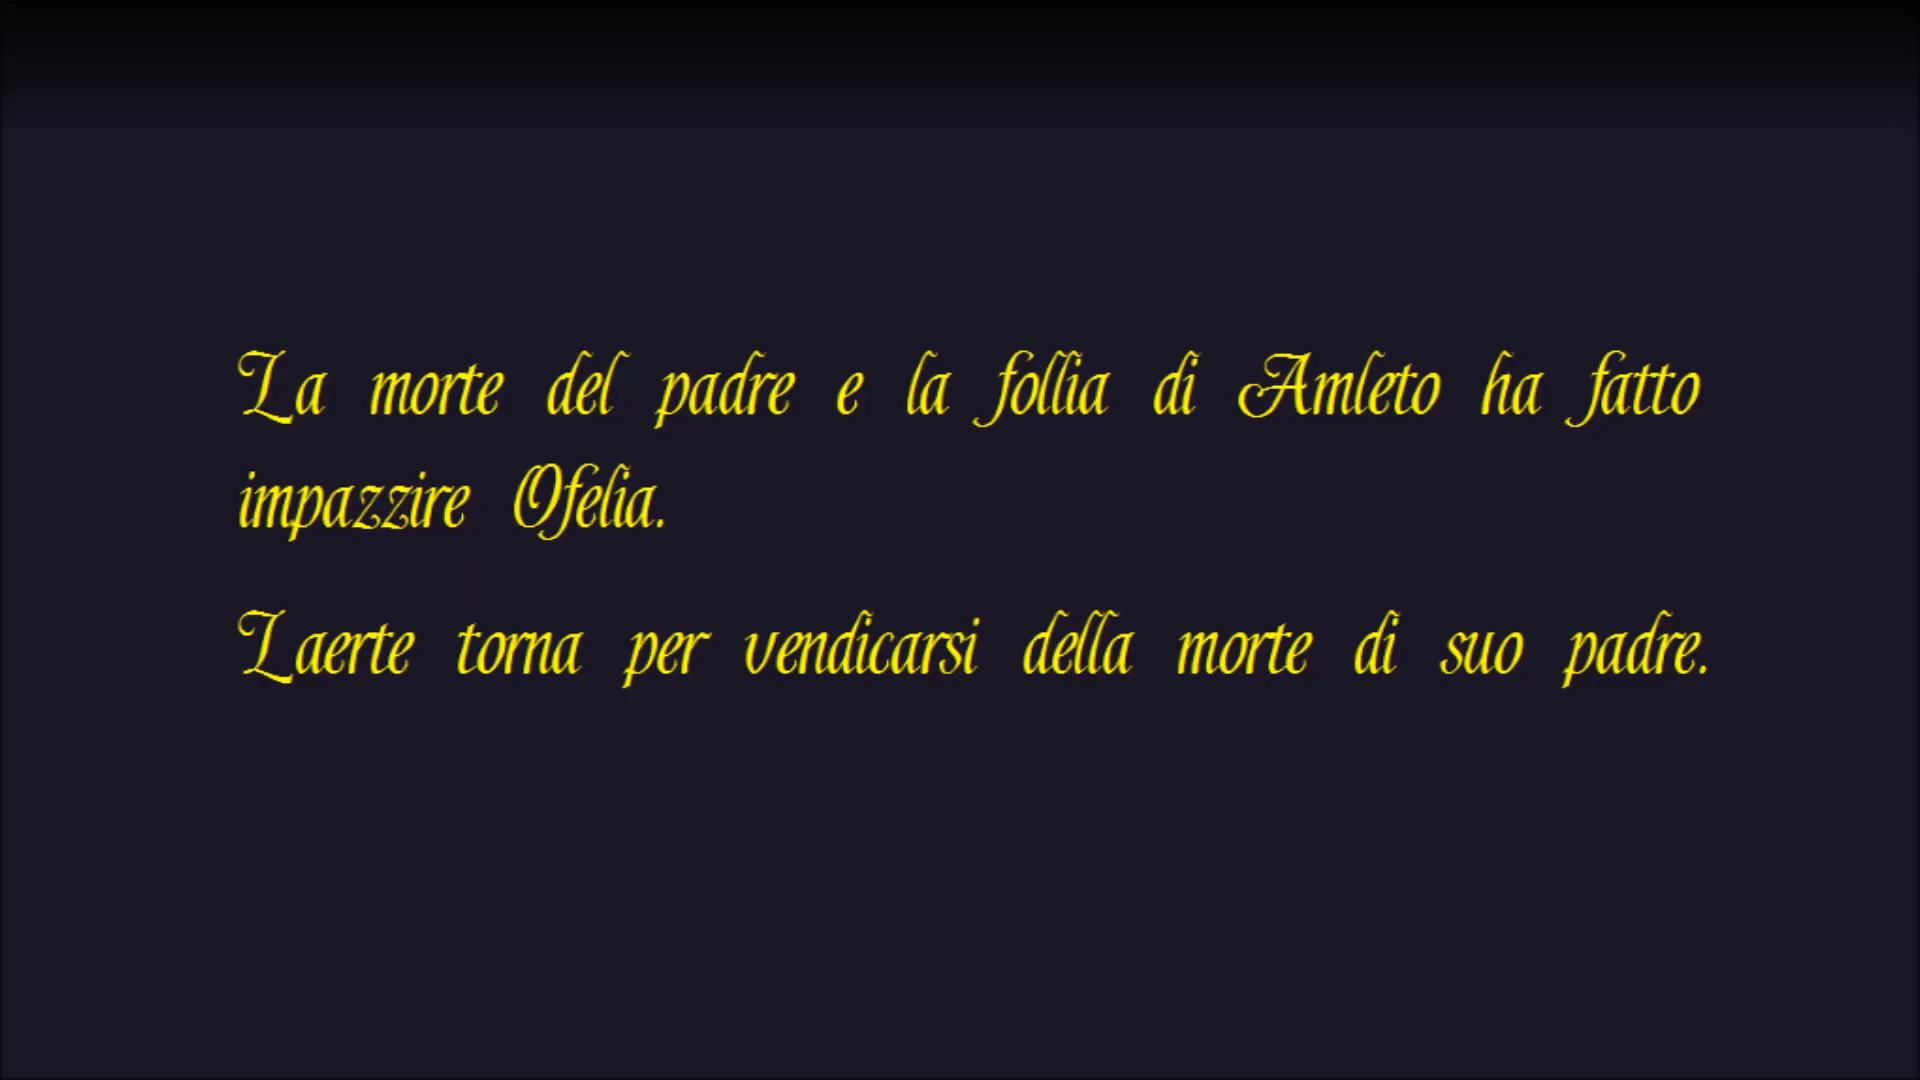 La morte del padre e la follia di Amleto ha fatto
impazzire Ofelia.
Laerte torna per vendicarsi della morte di suo padre.